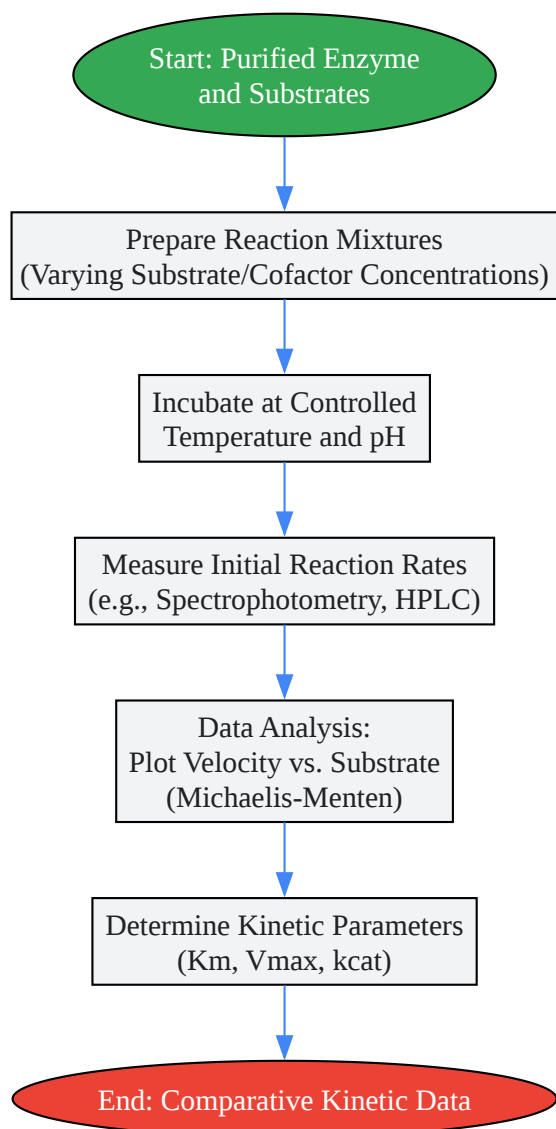 Start: Purified Enzyme
and Substrates
Prepare Reaction Mixtures
(Varying Substrate/Cofactor Concentrations)
Incubate at Controlled
Temperature and pH
Measure Initial Reaction Rates
(e.g., Spectrophotometry, HPLC)
Data Analysis:
Plot Velocity vs. Substrate
(Michaelis-Menten)
Determine Kinetic Parameters
(Km, Vmax, kcat)
End: Comparative Kinetic Data